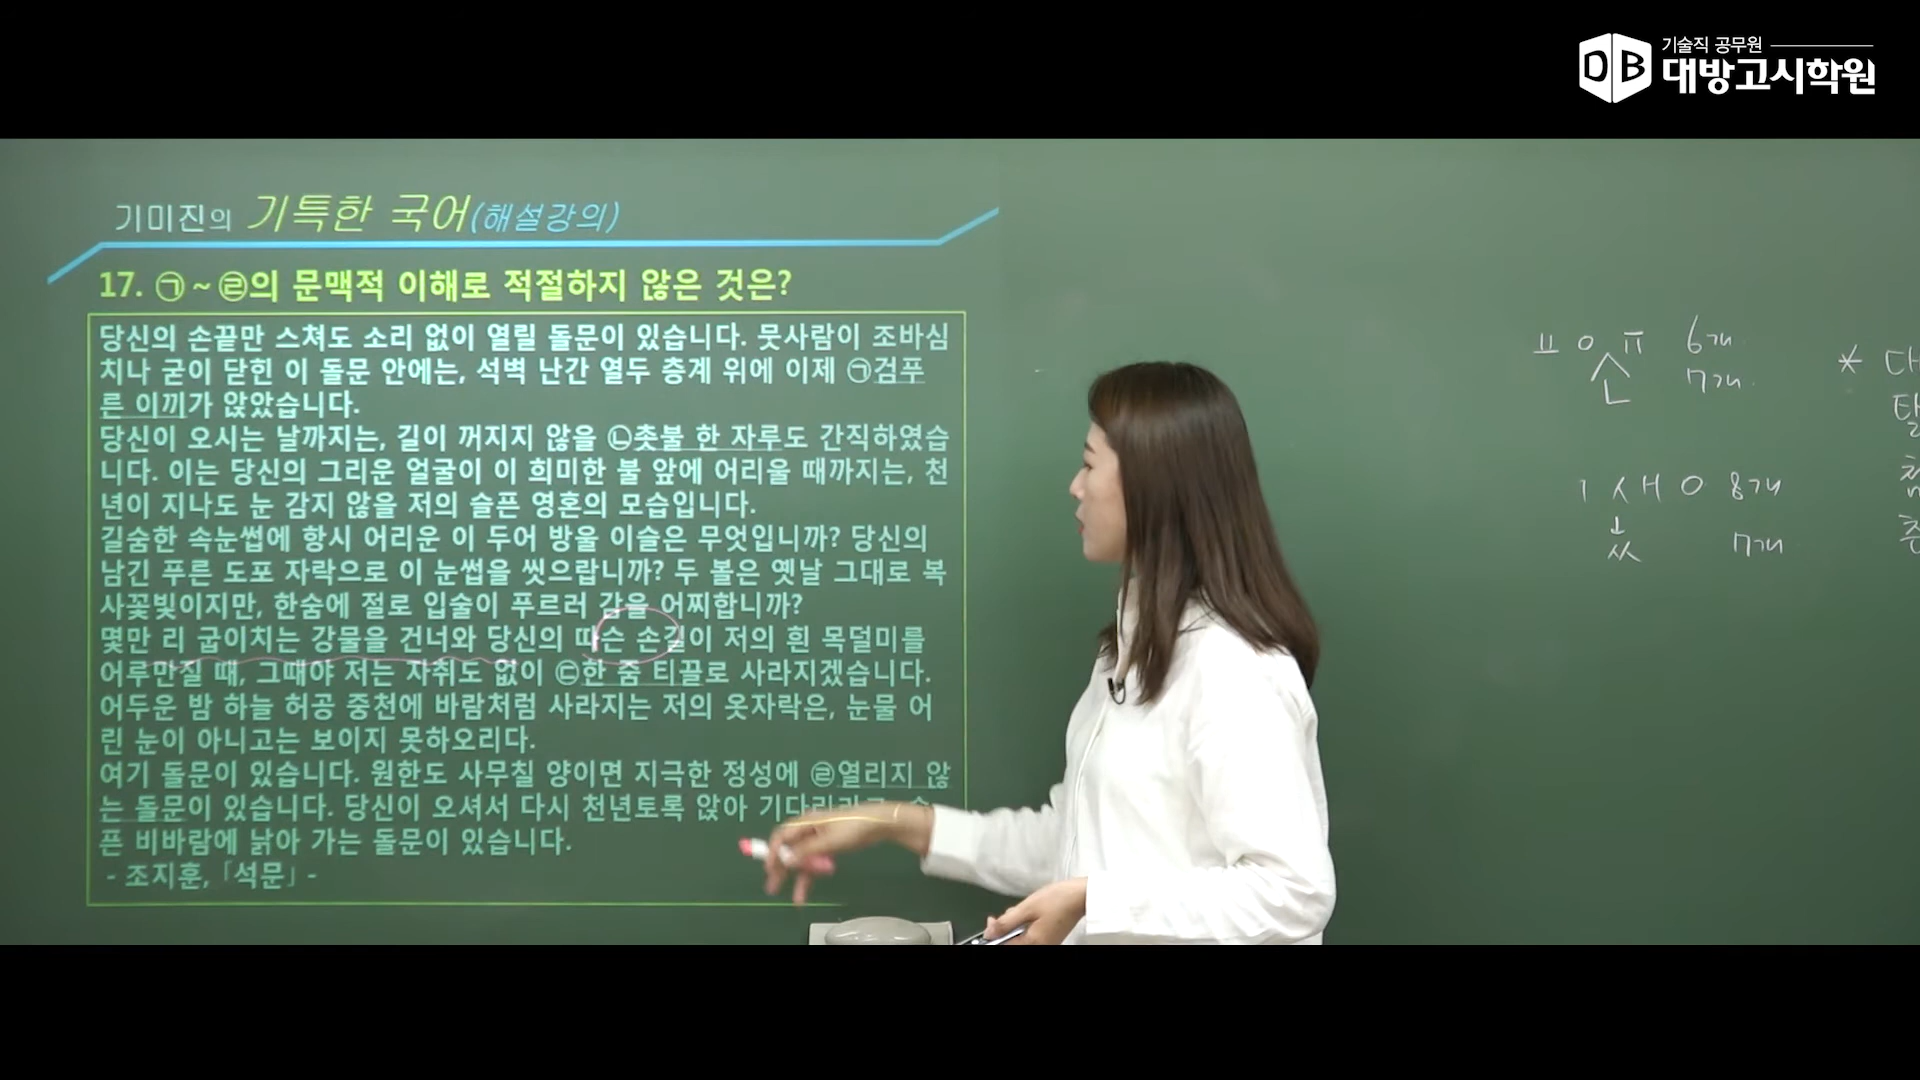 기술직 공무원
DB 대방고시학원
기미진의 기특한 국어(해설강의)
17. ㉠~㉣의 문맥적 이해로 적절하지 않은 것은?
당신의 손끝만 스쳐도 소리 없이 열릴 돌문이 있습니다. 뭇사람이 조바심
치나 굳이 닫힌 이 돌문 안에는, 석벽 난간 열두 층계 위에 이제 ㉠검푸
른 이끼가 앉았습니다.
당신이 오시는 날까지는, 길이 꺼지지 않을 ㉡촛불 한 자루도 간직하였습
니다. 이는 당신의 그리운 얼굴이 이 희미한 불 앞에 어리울 때까지는, 천
년이 지나도 눈 감지 않을 저의 슬픈 영혼의 모습입니다.
길숨한 속눈썹에 항시 어리운 이 두어 방울 이슬은 무엇입니까? 당신의
남긴 푸른 도포 자락으로 이 눈썹을 씻으랍니까? 두 볼은 옛날 그대로 복
사꽃빛이지만, 한숨에 절로 입술이 푸르러 감을 어찌합니까?
몇만 리 굽이치는 강물을 건너와 당신의 따슨 손길이 저의 흰 목덜미를
어루만질 때, 그때야 저는 자취도 없이 ㉢한 줌 티끌로 사라지겠습니다.
어두운 밤 하늘 허공 중천에 바람처럼 사라지는 저의 옷자락은, 눈물 어
린 눈이 아니고는 보이지 못하오리다.
여기 돌문이 있습니다. 원한도 사무칠 양이면 지극한 정성에 ㉣열리지 않
는 돌문이 있습니다. 당신이 오셔서 다시 천년토록 앉아 기다리라고 슬
픈 비바람에 낡아 가는 돌문이 있습니다.
- 조지훈, 「석문」 -
ㅛ ㅇ ㅠ 6개
7개
ㅣ ㅅㅐ ㅇ 8개
7개
*